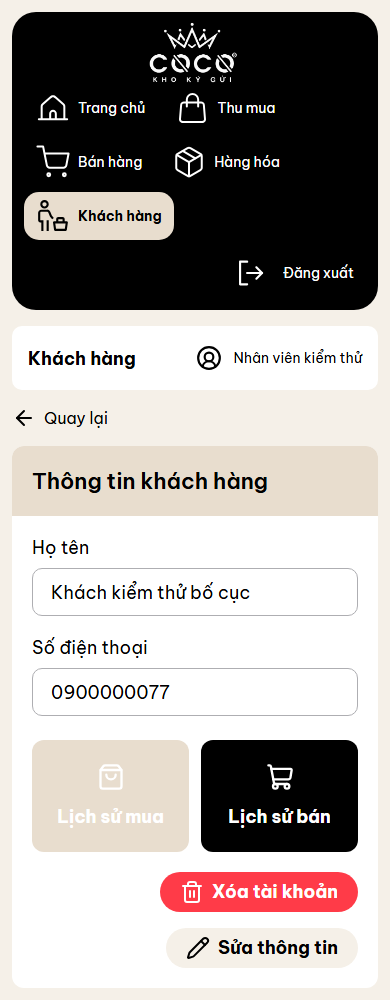 COCO®
KHO KÝ GỬI
Trang chủ
Thu mua
Bán hàng
Hàng hóa
Khách hàng
Đăng xuất
Khách hàng
Nhân viên kiểm thử
Quay lại
Thông tin khách hàng
Họ tên
Khách kiểm thử bố cục
Số điện thoại
0900000077
Lịch sử mua
Lịch sử bán
Xóa tài khoản
Sửa thông tin